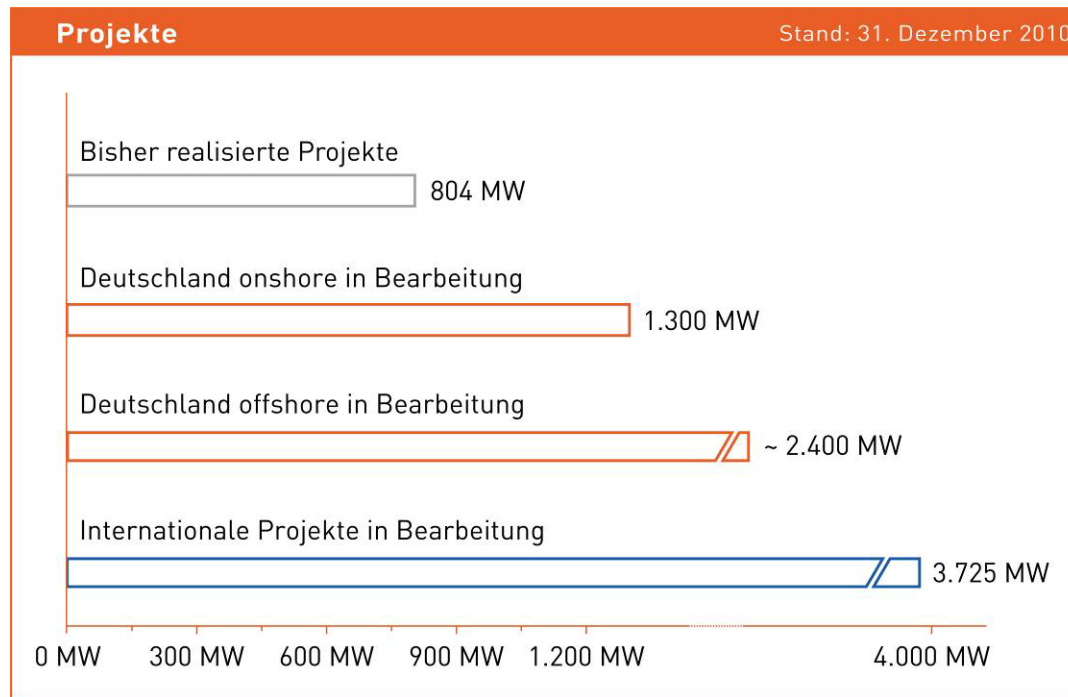 Projekte
Stand: 31. Dezember 2010
Bisher realisierte Projekte
804 MW
Deutschland onshore in Bearbeitung
1.300 MW
Deutschland offshore in Bearbeitung
~ 2.400 MW
Internationale Projekte in Bearbeitung
3.725 MW
0 MW 300 MW 600 MW 900 MW 1.200 MW 4.000 MW